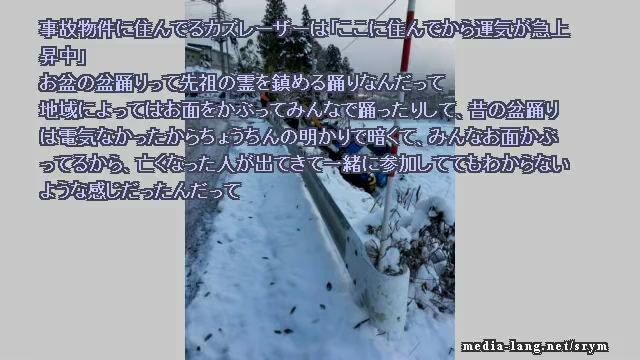 事故物件に住んでるカズレーザーは「ここに住んでから運気が急上
昇中」
お盆の盆踊りって先祖の霊を鎮める踊りなんだって
地域によってはお面をかぶってみんなで踊ったりして、昔の盆踊り
は電気なかったからちょうちんの明かりで暗くて、みんなお面かぶ
ってるから、亡くなった人が出てきて一緒に参加しててもわからない
ような感じだったんだって
media-lang.net/srym